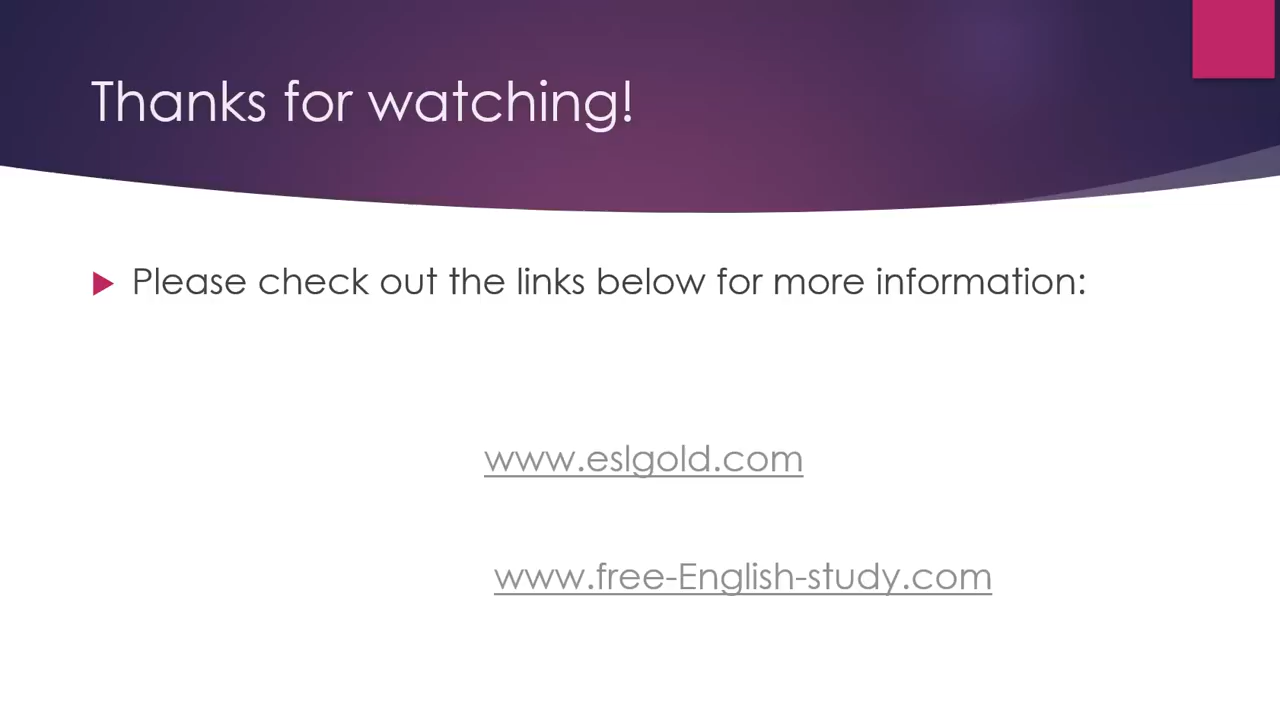 Thanks for watching!
Please check out the links below for more information:
www.eslgold.com
www.free-English-study.com